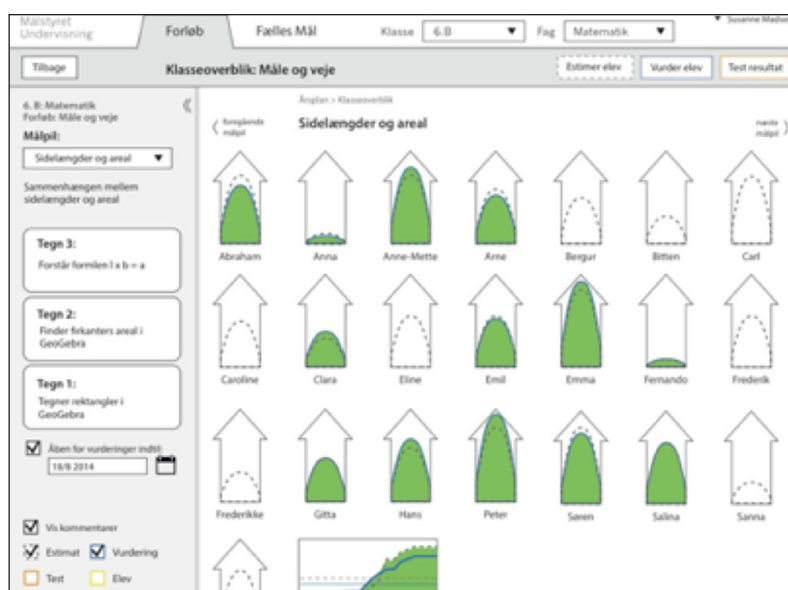 Målstyret
Undervisning
Forløb
Fælles Mål
Klasse
6.B
Fag
Matematik
Susanne Madsen
Tilbage
Klasseoverblik: Måle og veje
Estimer elev
Vurder elev
Test resultat
6. B: Matematik
Forløb: Måle og veje
Målpil:
Sidelængder og areal
Sammenhængen mellem
sidelængder og areal
Tegn 3:
Forstår formlen l x b = a
Tegn 2:
Finder firkanters areal i
GeoGebra
Tegn 1:
Tegner rektangler i
GeoGebra
Åben for vurderinger indtil:
18/8 2014
Vis kommentarer
Estimat
Vurdering
Test
Elev
Årsplan > Klasseoverblik
foregående
målpil
Sidelængder og areal
næste
målpil
Abraham
Anna
Anne-Mette
Arne
Bergur
Bitten
Carl
Caroline
Clara
Eline
Emil
Emma
Fernando
Frederik
Frederikke
Gitta
Hans
Peter
Søren
Salina
Sanna